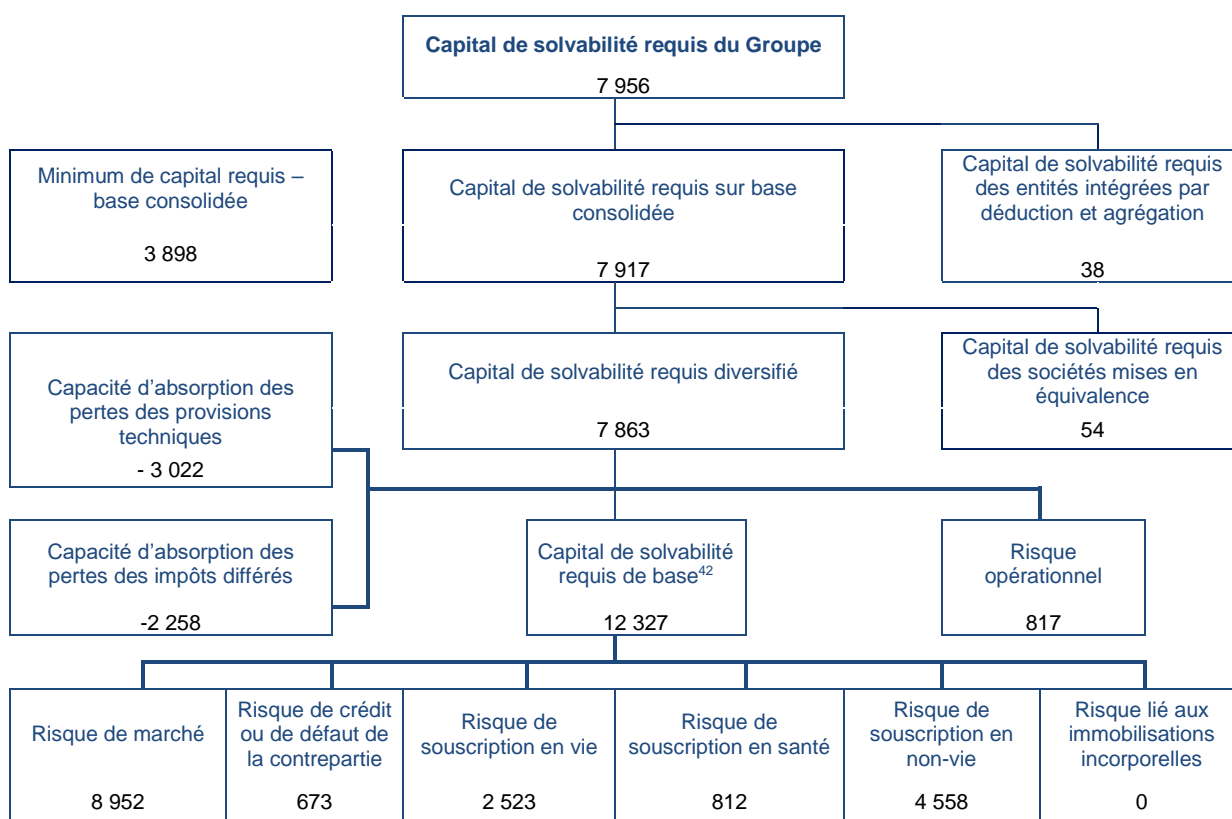 Capital de solvabilité requis du Groupe
7 956
Minimum de capital requis –
base consolidée
3 898
Capital de solvabilité requis sur base
consolidée
7 917
Capital de solvabilité requis
des entités intégrées par
déduction et agrégation
38
Capacité d'absorption des
pertes des provisions
techniques
- 3 022
Capital de solvabilité requis diversifié
7 863
Capital de solvabilité requis
des sociétés mises en
équivalence
54
Capacité d'absorption des
pertes des impôts différés
-2 258
Capital de solvabilité
requis de base42
12 327
Risque
opérationnel
817
Risque de marché
8 952
Risque de crédit
ou de défaut de
la contrepartie
673
Risque de
souscription en vie
2 523
Risque de
souscription en santé
812
Risque de
souscription en
non-vie
4 558
Risque lié aux
immobilisations
incorporelles
0